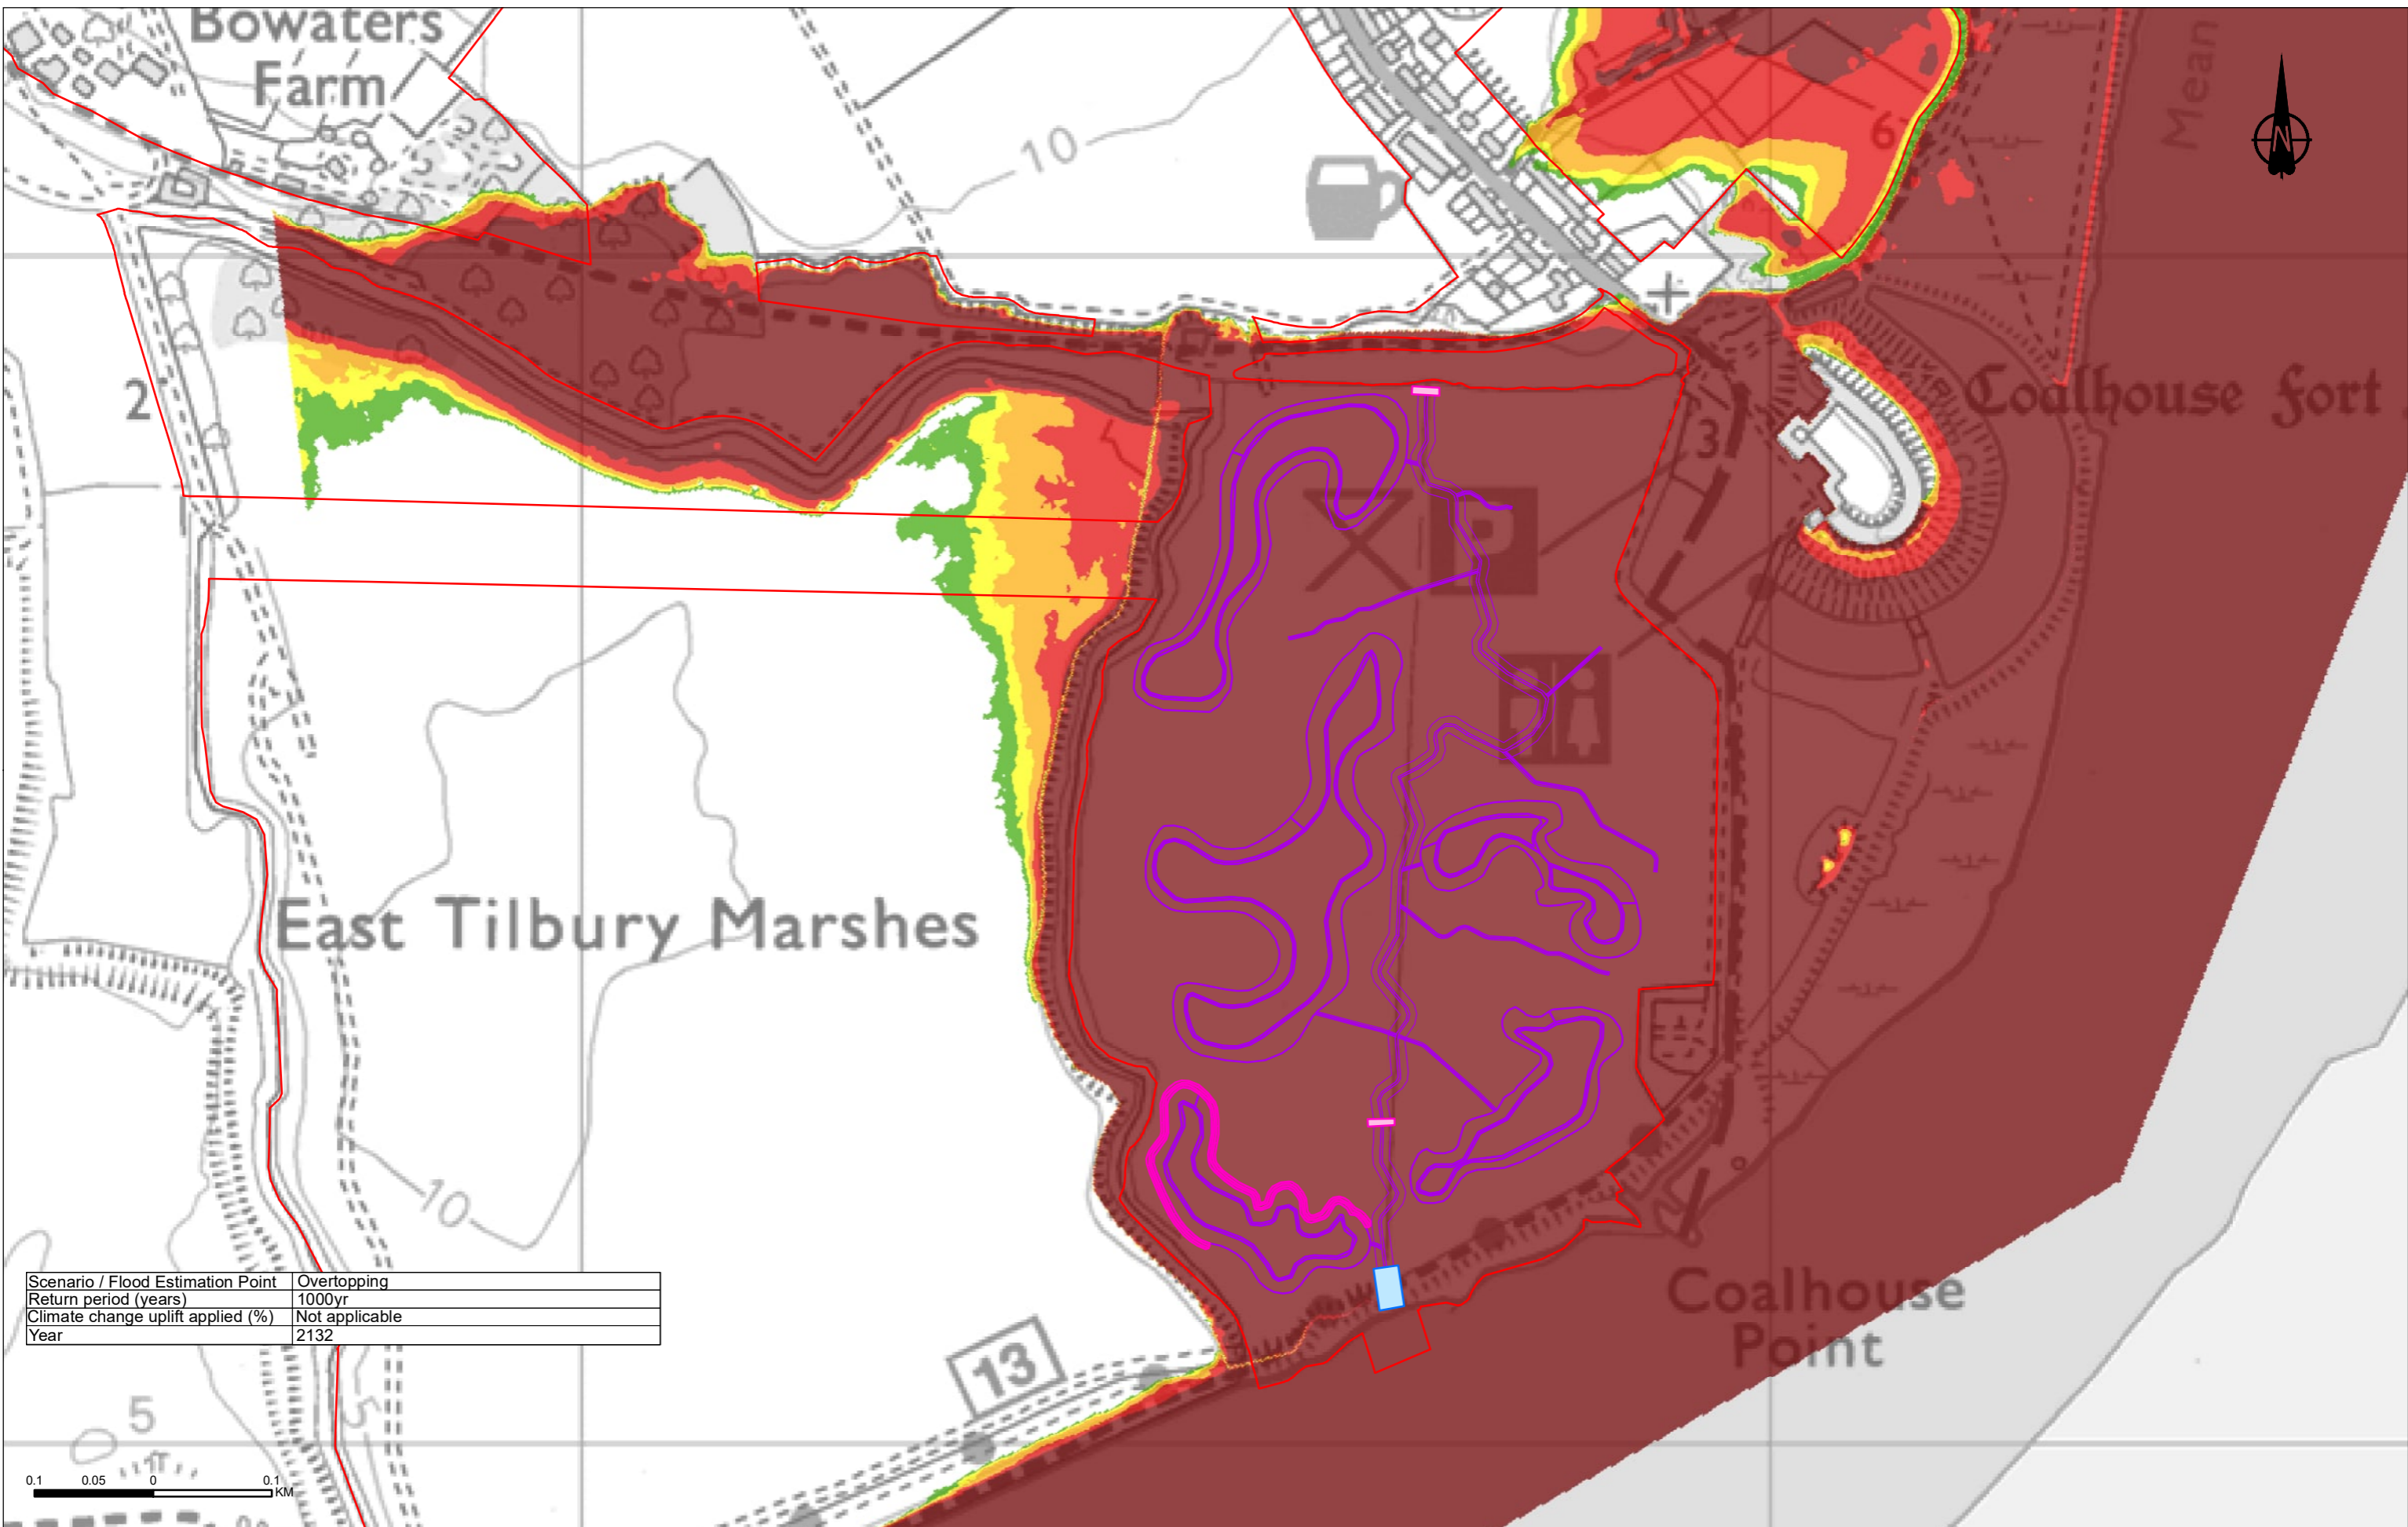 Bowaters
Farm
10
6
Mean
N
2
Coalhouse Fort
3
P
East Tilbury Marshes
10
Scenario / Flood Estimation Point Overtopping
Return period (years) 1000yr
Climate change uplift applied (%) Not applicable
Year 2132
Coalhouse
Point
13
5
5
0.1 0.05 0 0.1
KM